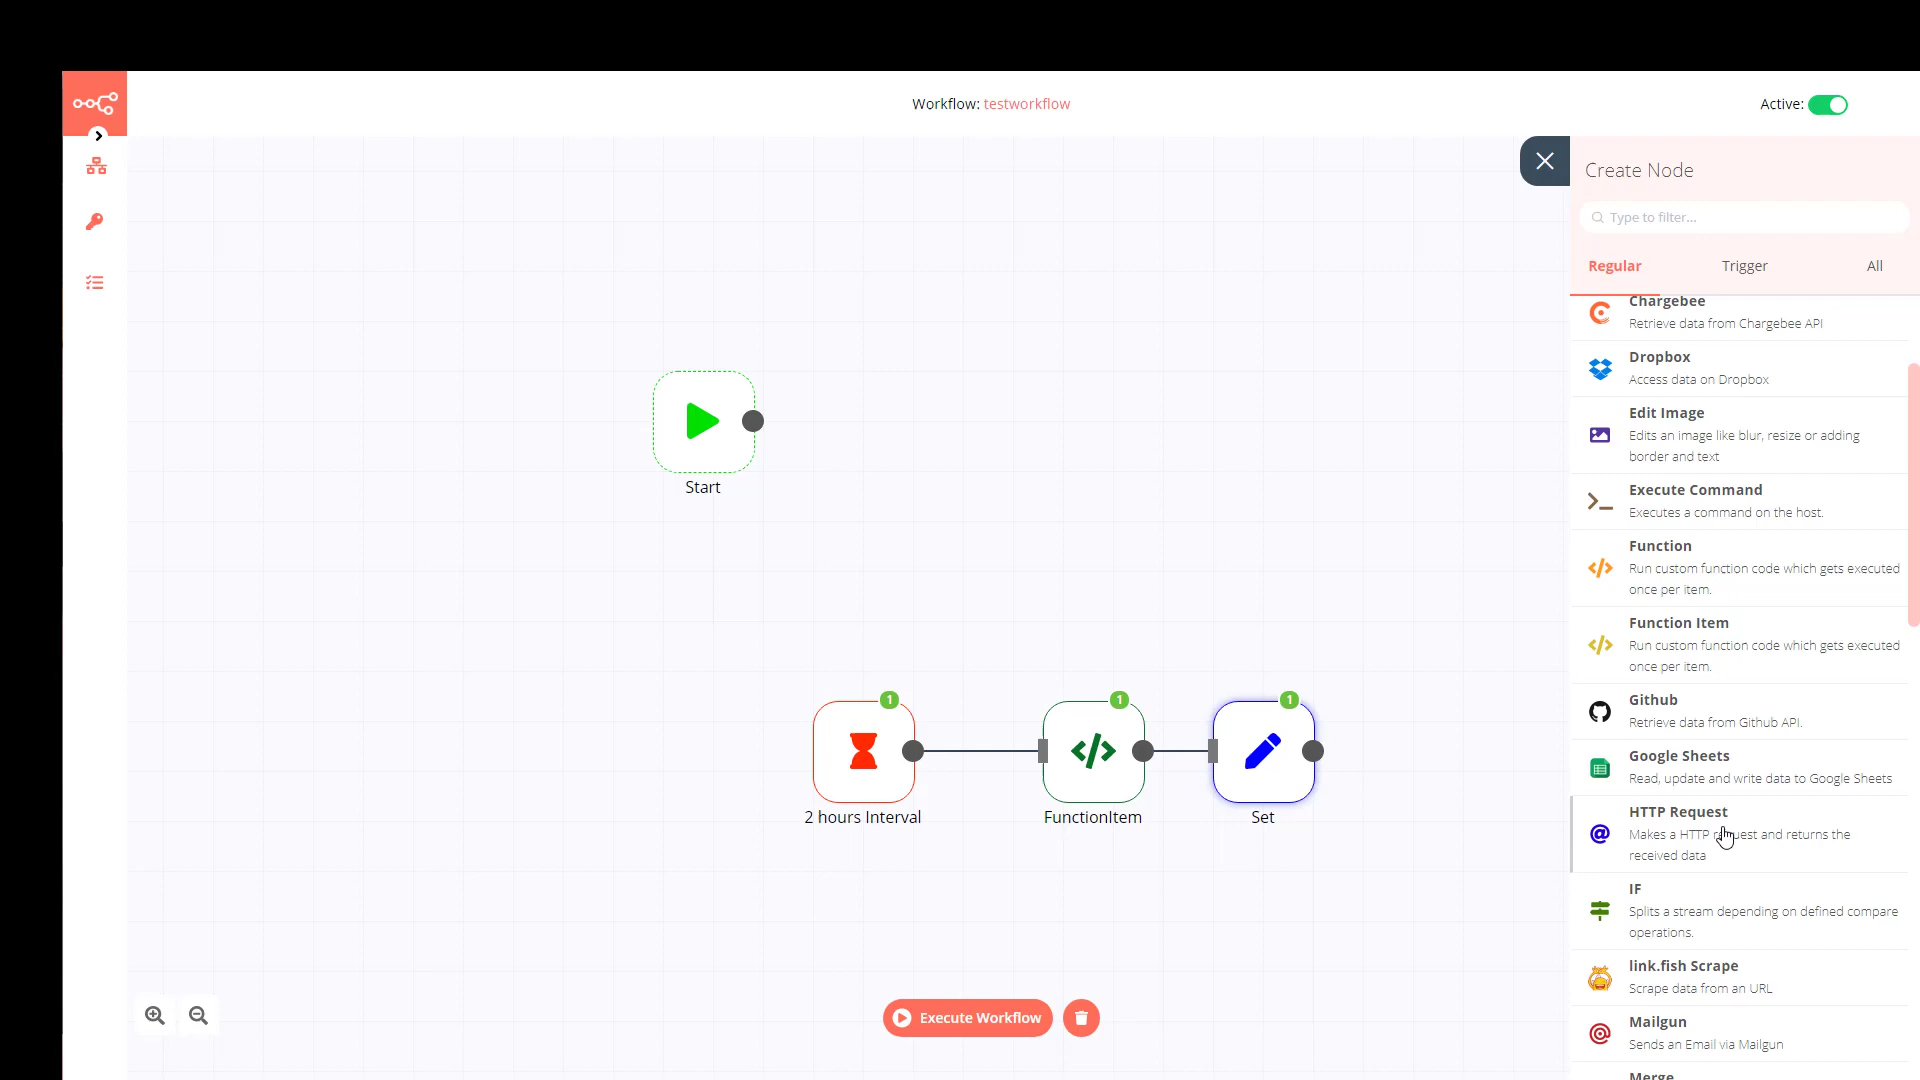 Workflow: testworkflow
Active:
Create Node
Type to filter...
Regular
Trigger
All
Chargebee
Retrieve data from Chargebee API
Dropbox
Access data on Dropbox
Edit Image
Edits an image like blur, resize or adding
border and text
Execute Command
Executes a command on the host.
Function
Run custom function code which gets executed
once per item.
Function Item
Run custom function code which gets executed
once per item.
Github
Retrieve data from Github API.
Google Sheets
Read, update and write data to Google Sheets
HTTP Request
Makes a HTTP request and returns the
received data
IF
Splits a stream depending on defined compare
operations.
link.fish Scrape
Scrape data from an URL
Mailgun
Sends an Email via Mailgun
Merge
Start
1
1
1
2 hours Interval
FunctionItem
Set
Execute Workflow